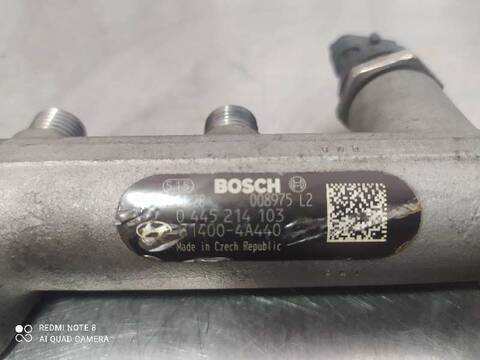 BOSCH
008975 L2
0 445 214 103
31400-4A440
Made in Czech Republic
REDMI NOTE 8
AI QUAD CAMERA